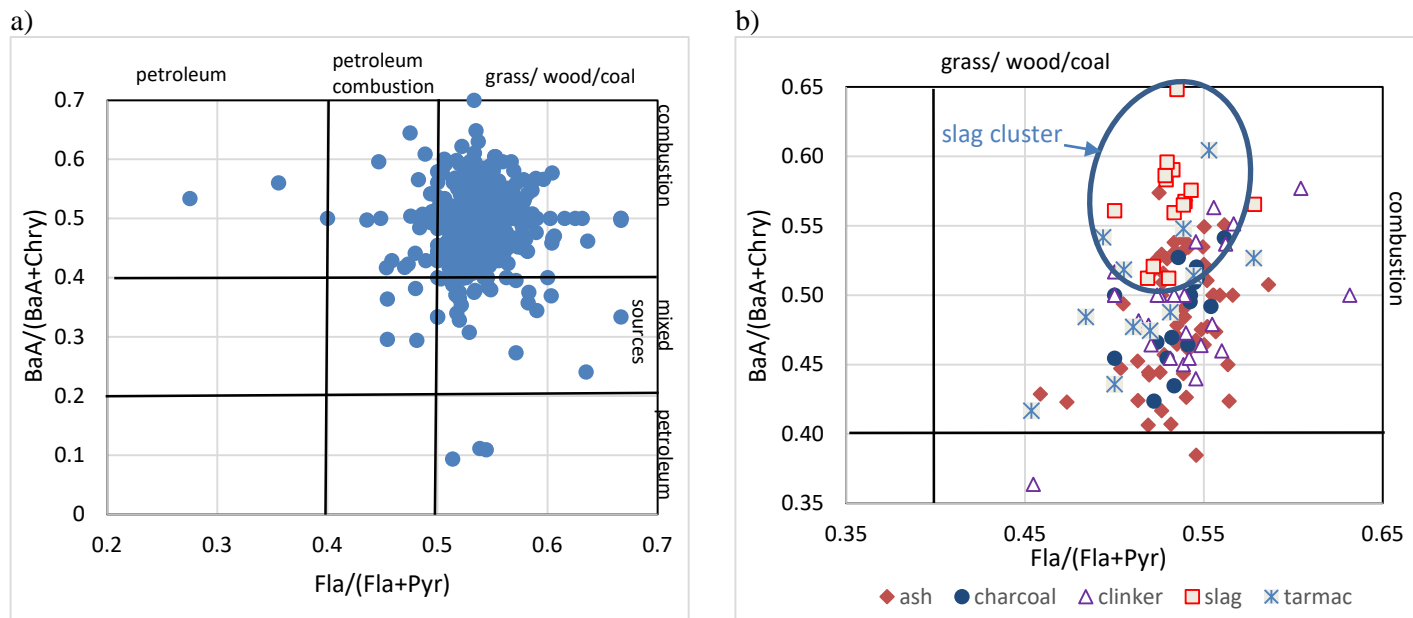 a)
petroleum
petroleum
combustion
grass/ wood/coal
0.7
0.6
0.5
0.4
0.3
0.2
0.1
0
BaA/(BaA+Chry)
combustion
mixed
sources
petroleum
0.2
0.3
0.4
0.5
0.6
0.7
Fla/(Fla+Pyr)
b)
grass/ wood/coal
0.65
0.60
0.55
0.50
0.45
0.40
0.35
BaA/(BaA+Chry)
slag cluster
combustion
0.35
0.45
0.55
0.65
Fla/(Fla+Pyr)
ash charcoal clinker slag tarmac